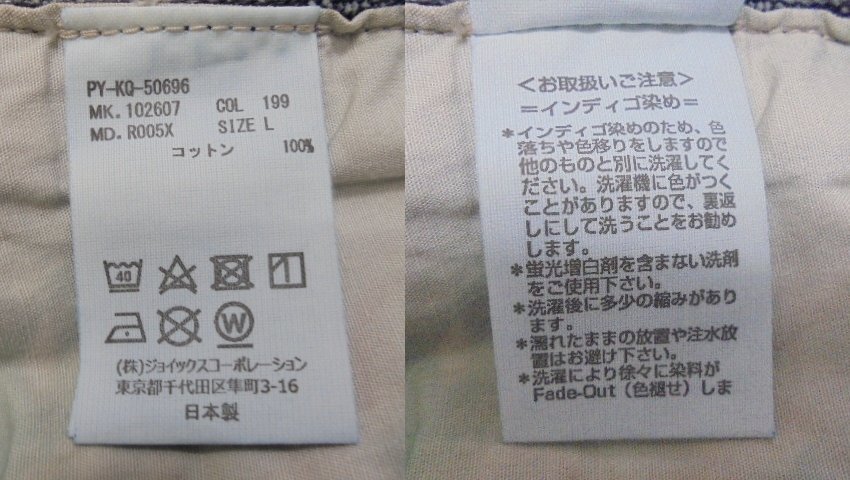 PY-KQ-50696
MK. 102607 COL 199
MD. R005X SIZE L
コットン 100%
40
W
(株)ジョイックスコーポレーション
東京都千代田区隼町3-16
日本製
＜お取扱いご注意＞
＝インディゴ染め＝
＊インディゴ染めのため、色
落ちや色移りをしますので
他のものと別に洗濯してく
ださい。洗濯機に色がつく
ことがありますので、裏返
しにして洗うことをお勧め
します。
＊蛍光増白剤を含まない洗剤
をご使用下さい。
＊洗濯後に多少の縮みがあり
ます。
＊濡れたままの放置や注水放
置はお避け下さい。
＊洗濯により徐々に染料が
Fade-Out（色褪せ）しま